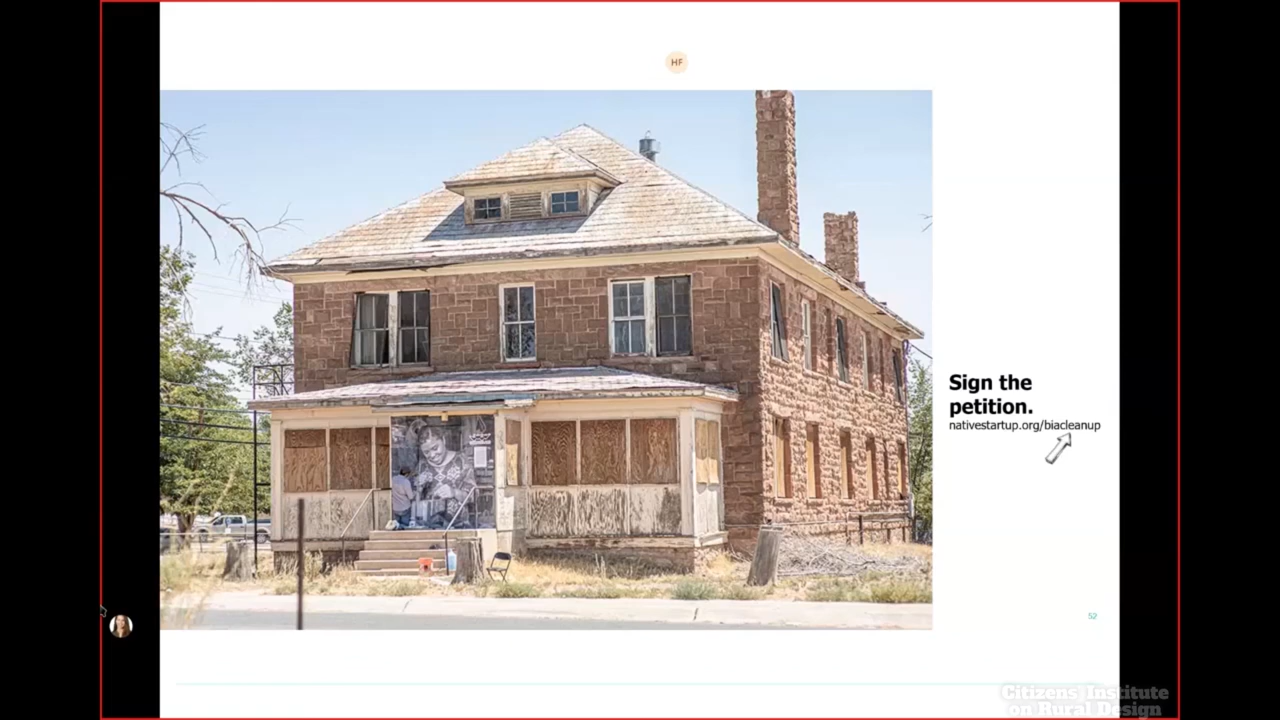 HF
Sign the
petition.
nativestartup.org/biacleanup
52
Citizens' Institute
on Rural Design